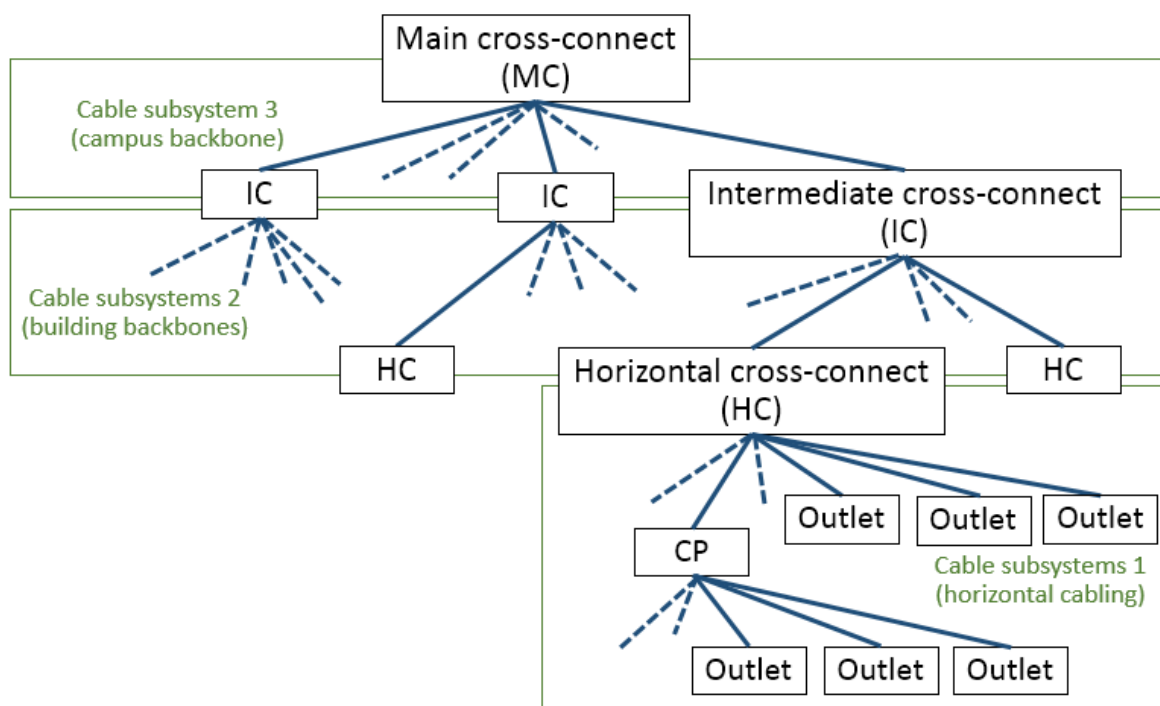 Main cross-connect
(MC)
Cable subsystem 3
(campus backbone)
IC
IC
Intermediate cross-connect
(IC)
Cable subsystems 2
(building backbones)
HC
Horizontal cross-connect
(HC)
HC
Outlet
Outlet
Outlet
CP
Cable subsystems 1
(horizontal cabling)
Outlet
Outlet
Outlet